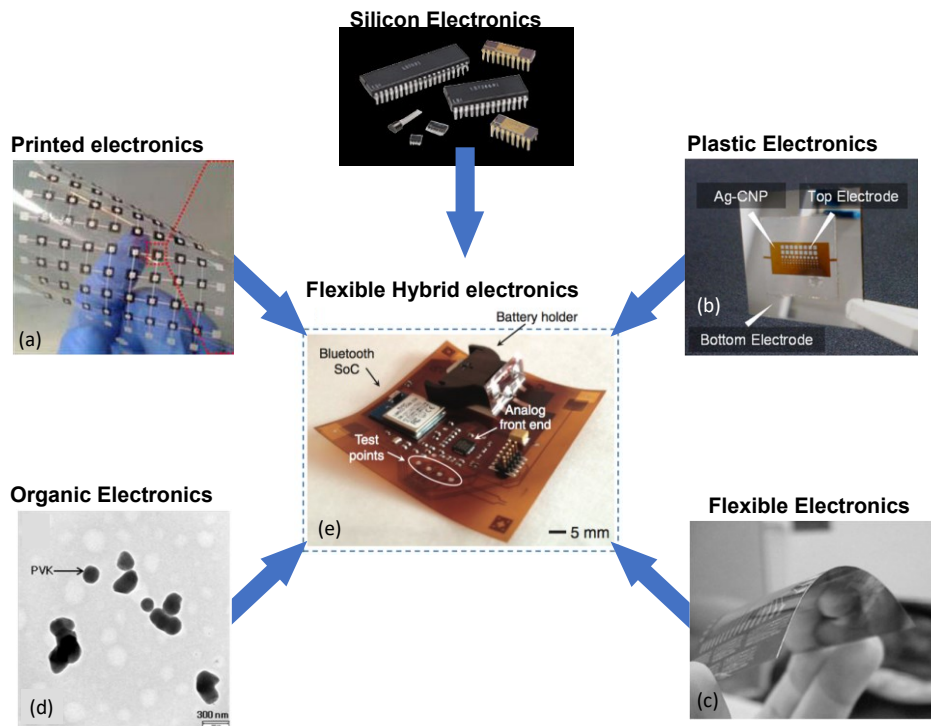 Silicon Electronics
Printed electronics
(a)
Plastic Electronics
Ag-CNP
Top Electrode
(b)
Bottom Electrode
Flexible Hybrid electronics
Battery holder
Bluetooth
SoC
Analog
front end
Test
points
(e)
5 mm
Organic Electronics
PVK
(d)
300 nm
Flexible Electronics
(c)